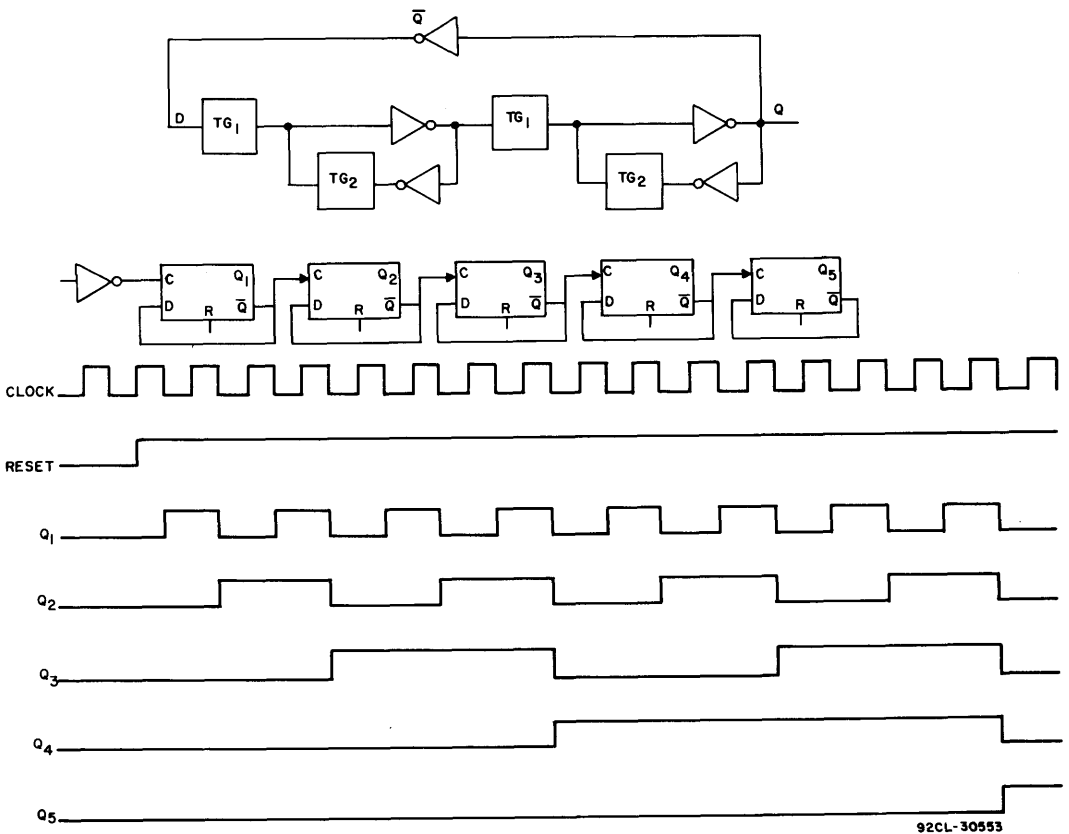 Q̅
D TG₁ TG₁ Q
TG₂ TG₂
C Q₁ C Q₂ C Q₃ C Q₄ C Q₅
D R Q̅ D R Q̅ D R Q̅ D R Q̅ D R Q̅
CLOCK
RESET
Q₁
Q₂
Q₃
Q₄
Q₅
92CL-30553